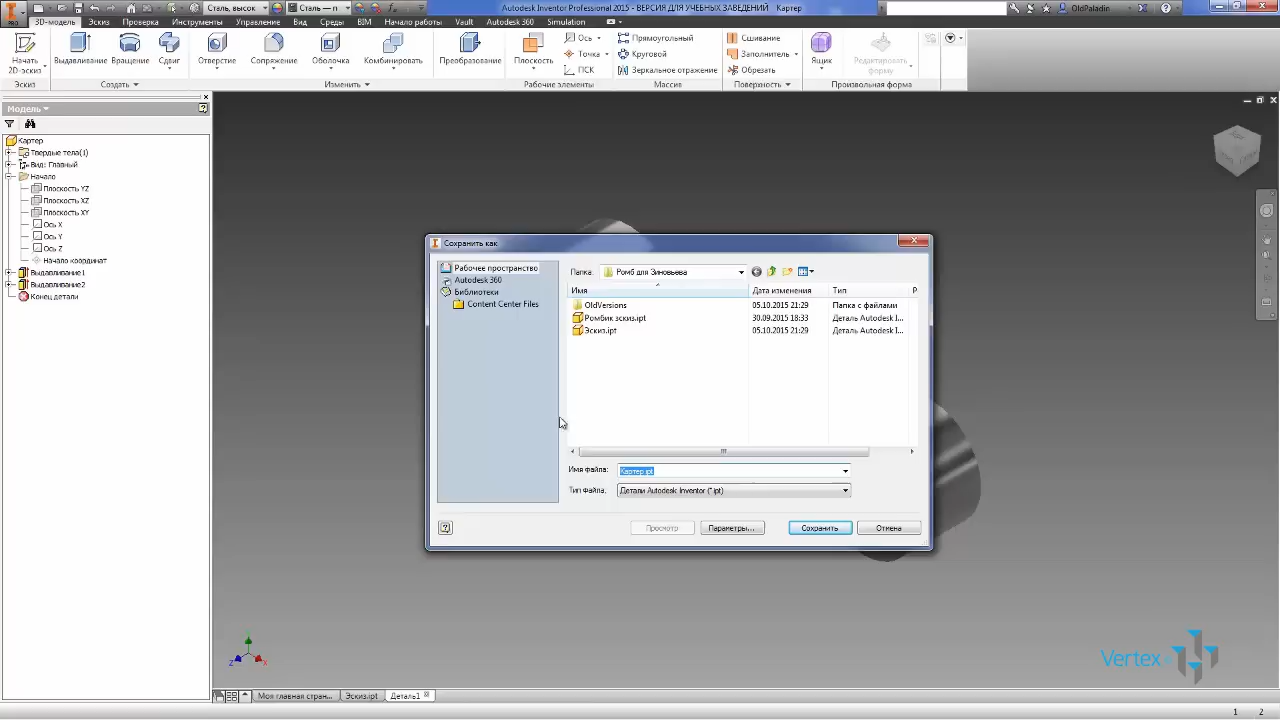 Сталь, высок
Сталь — п
Autodesk Inventor Professional 2015 - ВЕРСИЯ ДЛЯ УЧЕБНЫХ ЗАВЕДЕНИЙ Картер
OldPaladin
PRO
3D-модель Эскиз Проверка Инструменты Управление Вид Среды BIM Начало работы Vault Autodesk 360 Simulation
Начать
2D-эскиз
Выдавливание
Вращение
Сдвиг
Отверстие
Сопряжение
Оболочка
Комбинировать
Преобразование
Плоскость
Ось
Точка
ПСК
Прямоугольный
Круговой
Зеркальное отражение
Сшивание
Заполнитель
Обрезать
Ящик
Редактировать
форму
Эскиз
Создать
Изменить
Рабочие элементы
Массив
Поверхность
Произвольная форма
Модель
Картер
Твердые тела(1)
Вид: Главный
Начало
Плоскость YZ
Плоскость XZ
Плоскость XY
Ось X
Ось Y
Ось Z
Начало координат
Выдавливание1
Выдавливание2
Конец детали
Сохранить как
Рабочее пространство
Autodesk 360
Библиотеки
Content Center Files
Папка:
Ромб для Зиновьева
Имя Дата изменения Тип Р
OldVersions 05.10.2015 21:29 Папка с файлами
Ромбик эскиз.ipt 30.09.2015 18:33 Деталь Autodesk I...
Эскиз.ipt 05.10.2015 21:29 Деталь Autodesk I...
Имя файла: Картер.ipt
Тип файла: Детали Autodesk Inventor (*.ipt)
Просмотр Параметры... Сохранить Отмена
Z X
Vertex
Моя главная стран... Эскиз.ipt Деталь1
1 2